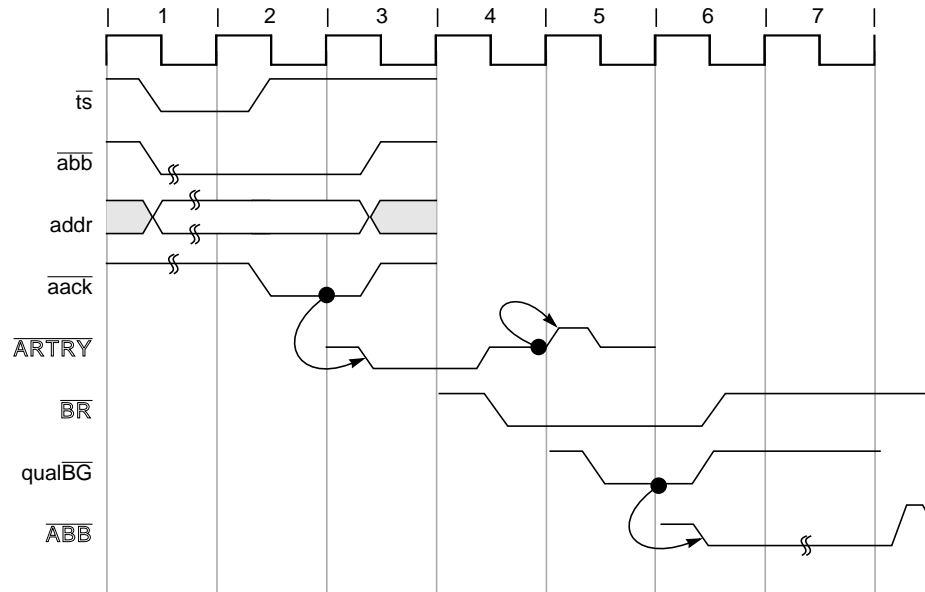 1 2 3 4 5 6 7
ts
abb
addr
aack
ARTRY
BR
qualBG
ABB